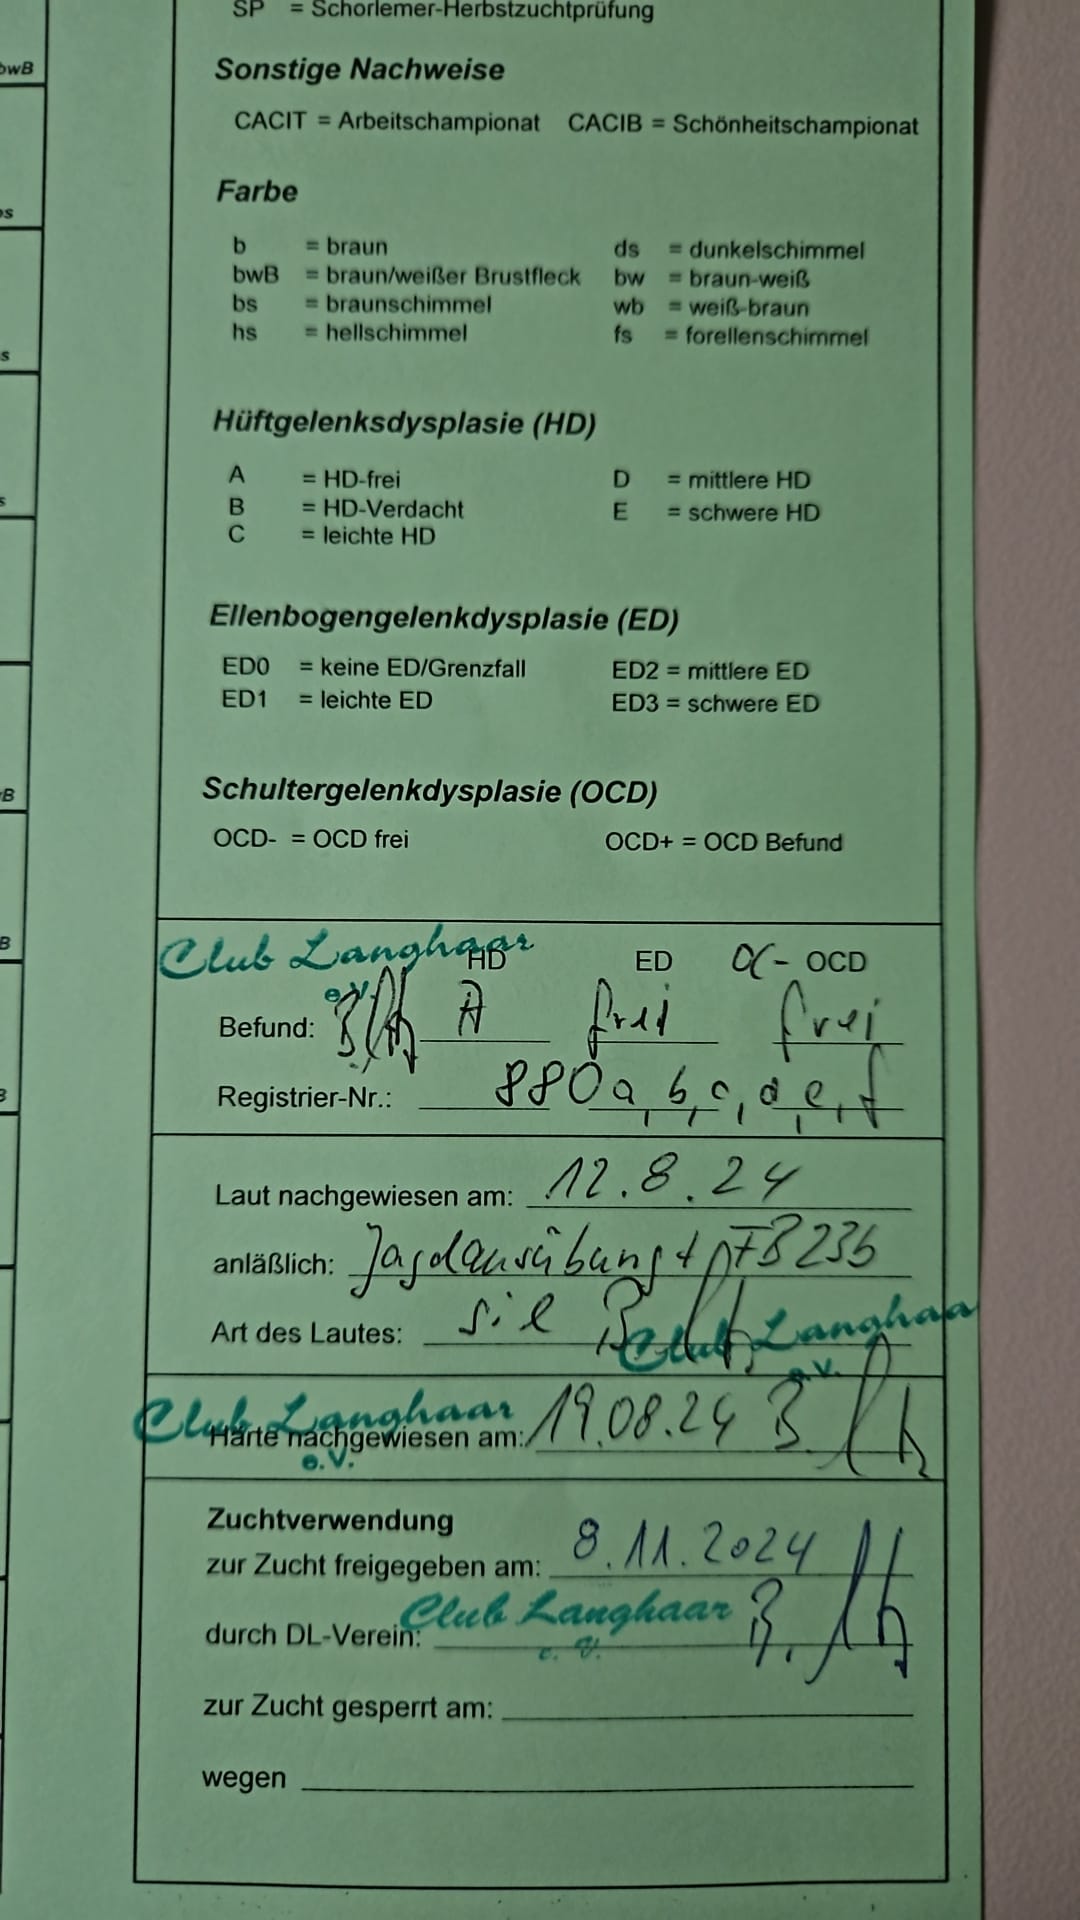 SP = Schorlemer-Herbstzuchtprüfung
Sonstige Nachweise
CACIT = Arbeitschampionat CACIB = Schönheitschampionat
Farbe
b = braun ds = dunkelschimmel
bwB = braun/weißer Brustfleck bw = braun-weiß
bs = braunschimmel wb = weiß-braun
hs = hellschimmel fs = forellenschimmel
Hüftgelenksdysplasie (HD)
A = HD-frei D = mittlere HD
B = HD-Verdacht E = schwere HD
C = leichte HD
Ellenbogengelenkdysplasie (ED)
ED0 = keine ED/Grenzfall ED2 = mittlere ED
ED1 = leichte ED ED3 = schwere ED
Schultergelenkdysplasie (OCD)
OCD- = OCD frei OCD+ = OCD Befund
Club Langhaar
e.V.
HD ED OCD
Befund: A frei frei
Registrier-Nr.: 880a, b, c, d, e, f
Laut nachgewiesen am: 12.8.24
anläßlich: Jagdausübung +
Art des Lautes: sil
Club Langhaar
e.V.
Club Langhaar
e.V.
Härte nachgewiesen am: 19.08.24
Zuchtverwendung
zur Zucht freigegeben am: 8.11.2024
durch DL-Verein: Club Langhaar
e.V.
zur Zucht gesperrt am:
wegen